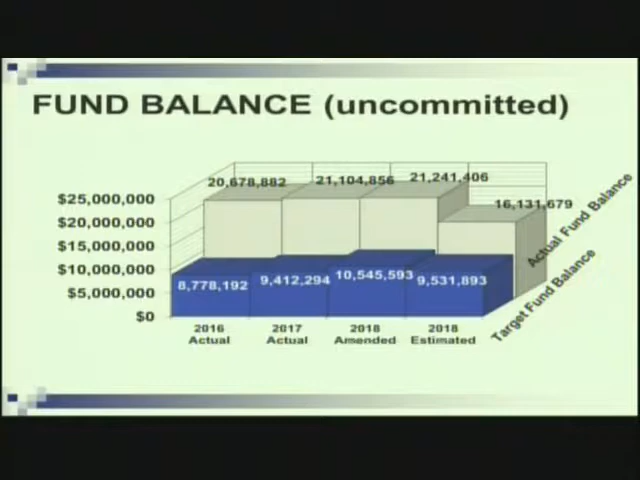 FUND BALANCE (uncommitted)
20,678,882 21,104,856 21,241,406 16,131,679
$25,000,000
$20,000,000
$15,000,000
$10,000,000
$5,000,000
$0
8,778,192 9,412,294 10,545,593 9,531,893
2016 Actual
2017 Actual
2018 Amended
2018 Estimated
Actual Fund Balance
Target Fund Balance